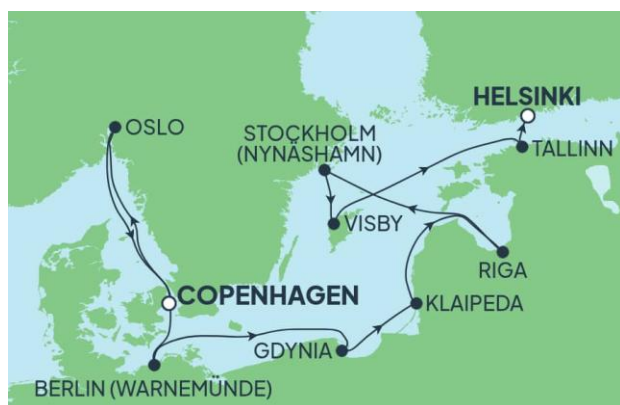 OSLO
STOCKHOLM
(NYNÄSHAMN)
HELSINKI
TALLINN
VISBY
RIGA
COPENHAGEN
KLAIPEDA
GDYNIA
BERLIN (WARNEMÜNDE)